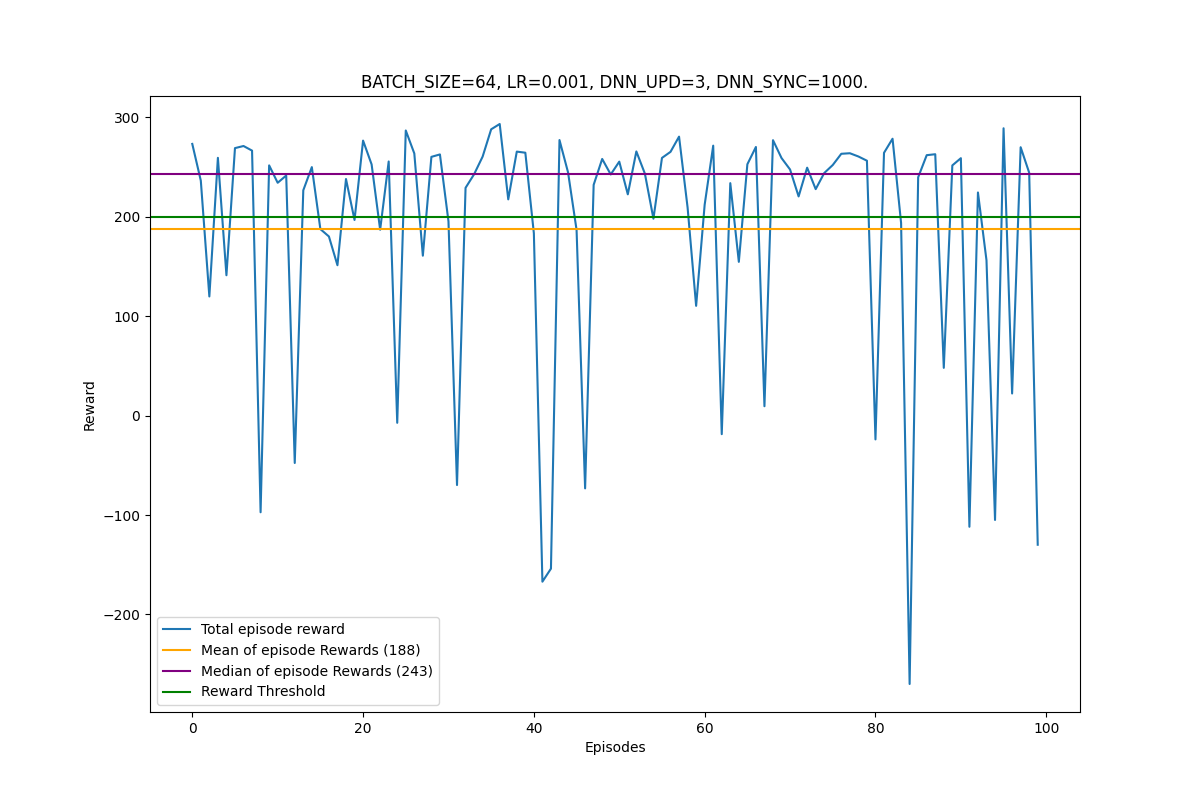 BATCH_SIZE=64, LR=0.001, DNN_UPD=3, DNN_SYNC=1000.
300
200
100
0
−100
−200
Reward
Total episode reward
Mean of episode Rewards (188)
Median of episode Rewards (243)
Reward Threshold
0 20 40 60 80 100
Episodes